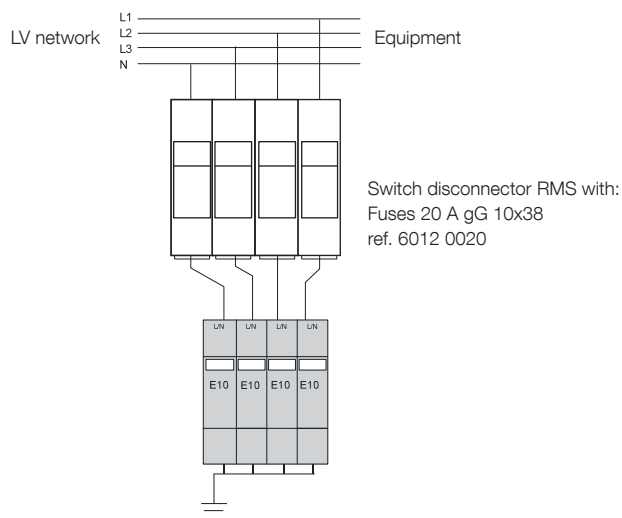 L1
LV network
L2
Equipment
L3
N
Switch disconnector RMS with:
Fuses 20 A gG 10x38
ref. 6012 0020
L/N L/N L/N L/N
E10 E10 E10 E10